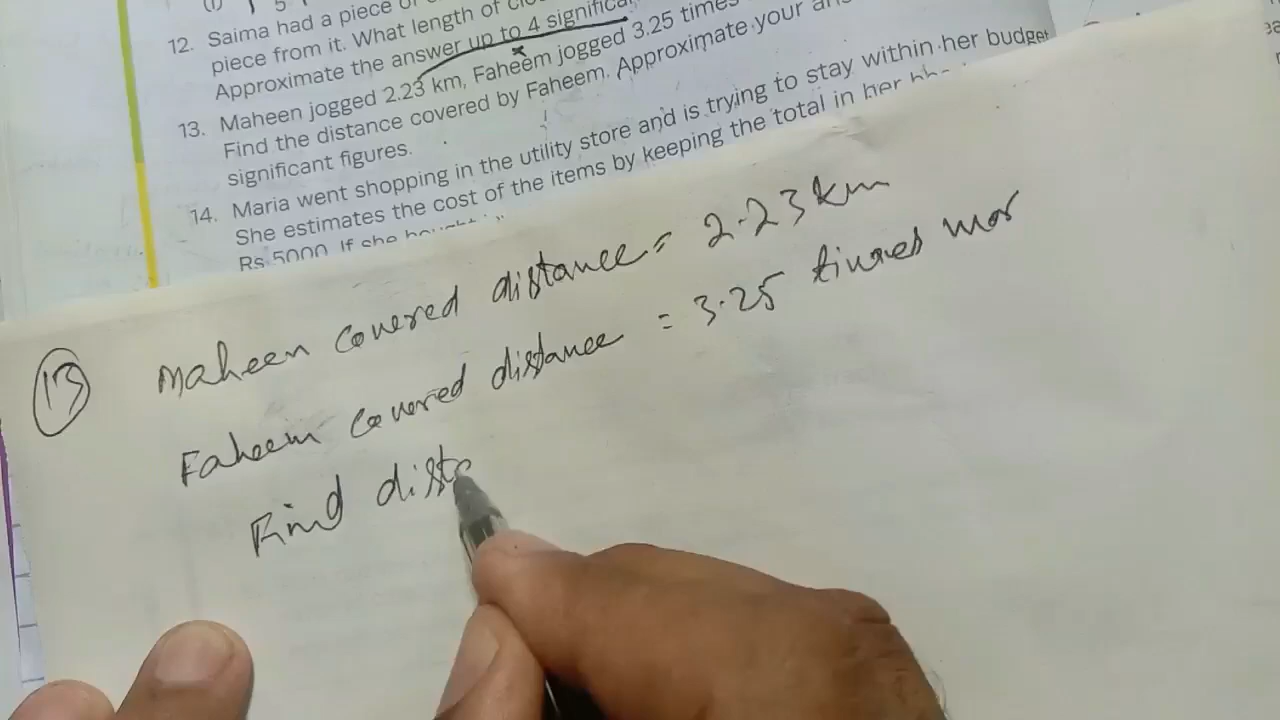 12. Saima had a piece of
piece from it. What length of
Approximate the answer up to 4
13. Maheen jogged 2.23 km, Faheem jogged 3.25 times
Find the distance covered by Faheem. Approximate your
significant figures.
14. Maria went shopping in the utility store and is trying to stay within her budget
She estimates the cost of the items by keeping the total in her
Rs.5000. If she
13 Maheen covered distance = 2.23 km
Faheem covered distance = 3.25 times mor
Find dista